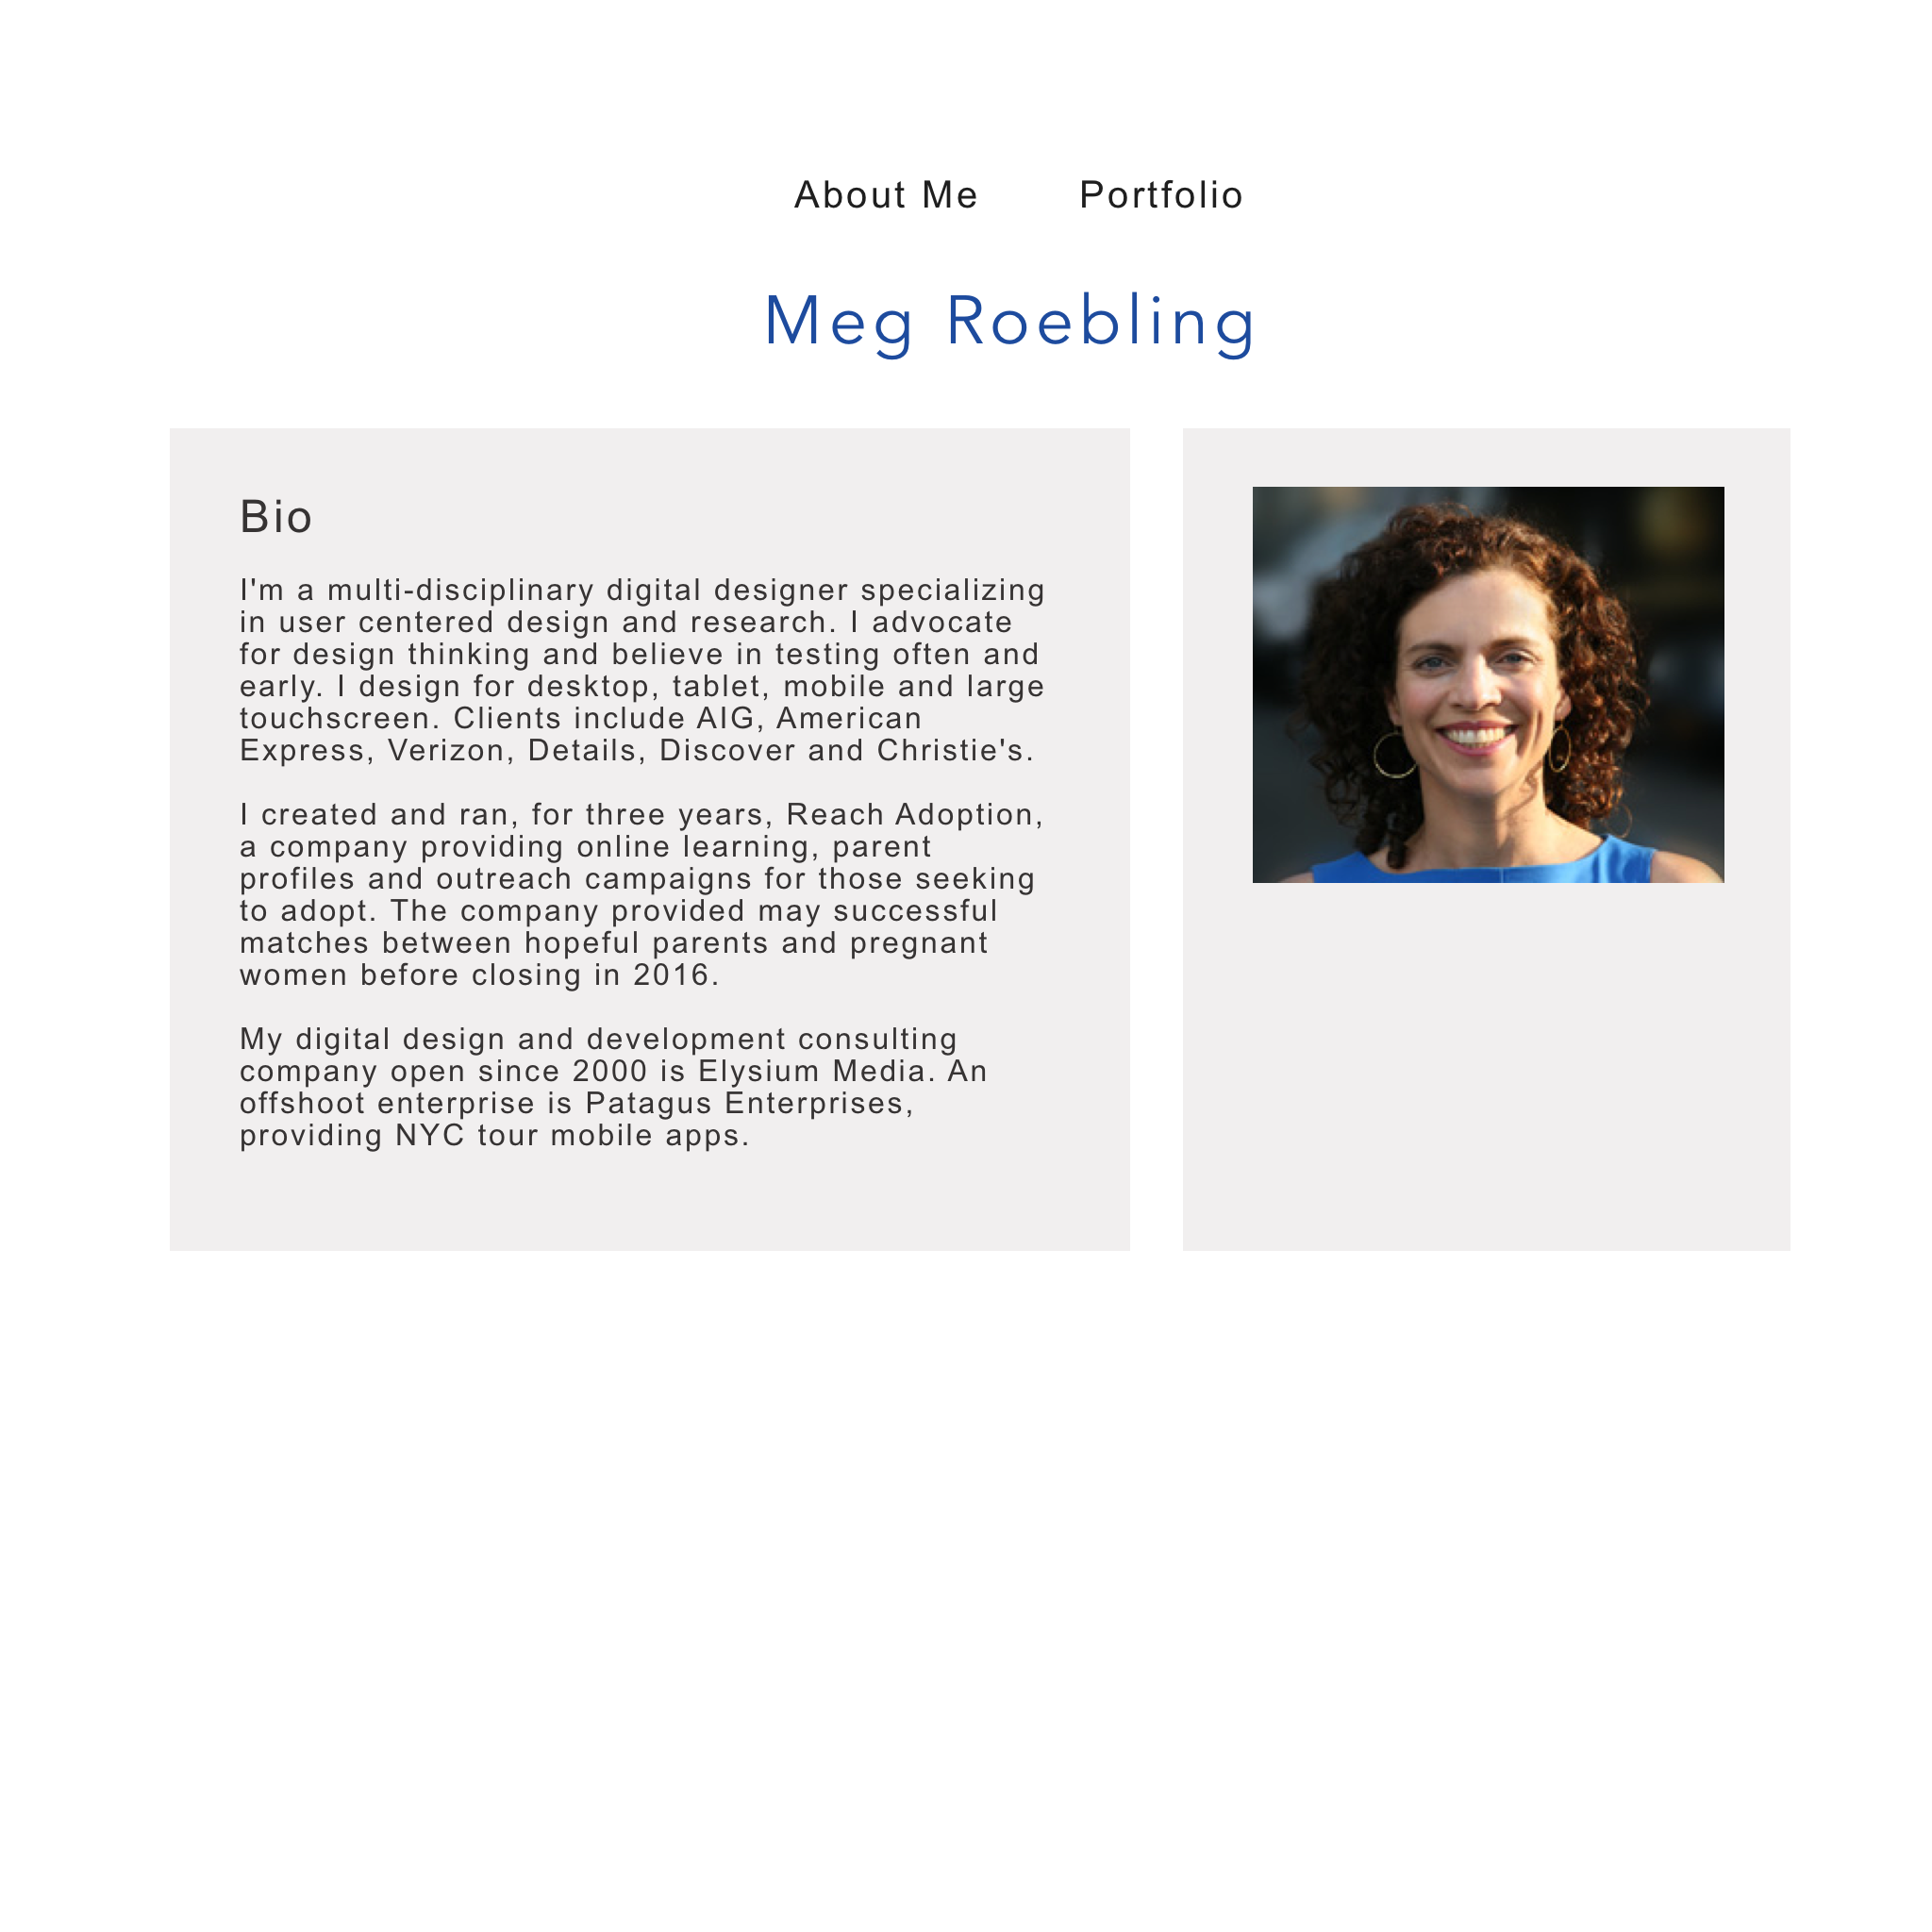 About Me Portfolio
Meg Roebling
Bio
I'm a multi-disciplinary digital designer specializing
in user centered design and research. I advocate
for design thinking and believe in testing often and
early. I design for desktop, tablet, mobile and large
touchscreen. Clients include AIG, American
Express, Verizon, Details, Discover and Christie's.
I created and ran, for three years, Reach Adoption,
a company providing online learning, parent
profiles and outreach campaigns for those seeking
to adopt. The company provided may successful
matches between hopeful parents and pregnant
women before closing in 2016.
My digital design and development consulting
company open since 2000 is Elysium Media. An
offshoot enterprise is Patagus Enterprises,
providing NYC tour mobile apps.